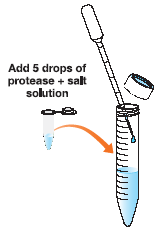 Add 5 drops of
protease + salt
solution